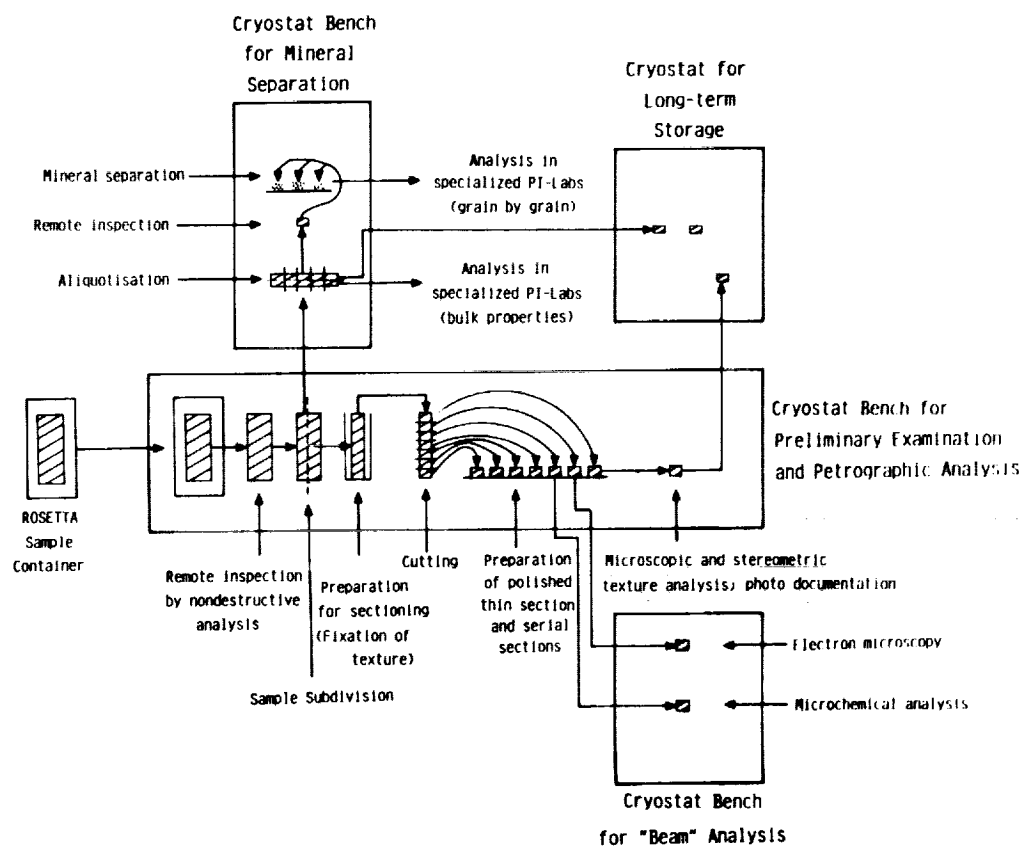 Cryostat Bench
for Mineral
Separation
Cryostat for
Long-term
Storage
Mineral separation
Remote inspection
Aliquotisation
Analysis in
specialized PI-Labs
(grain by grain)
Analysis in
specialized PI-Labs
(bulk properties)
Cryostat Bench for
Preliminary Examination
and Petrographic Analysis
ROSETTA
Sample
Container
Remote inspection
by nondestructive
analysis
Sample Subdivision
Preparation
for sectioning
(Fixation of
texture)
Cutting
Preparation
of polished
thin section
and serial
sections
Microscopic and stereometric
texture analysis; photo documentation
Electron microscopy
Microchemical analysis
Cryostat Bench
for "Beam" Analysis